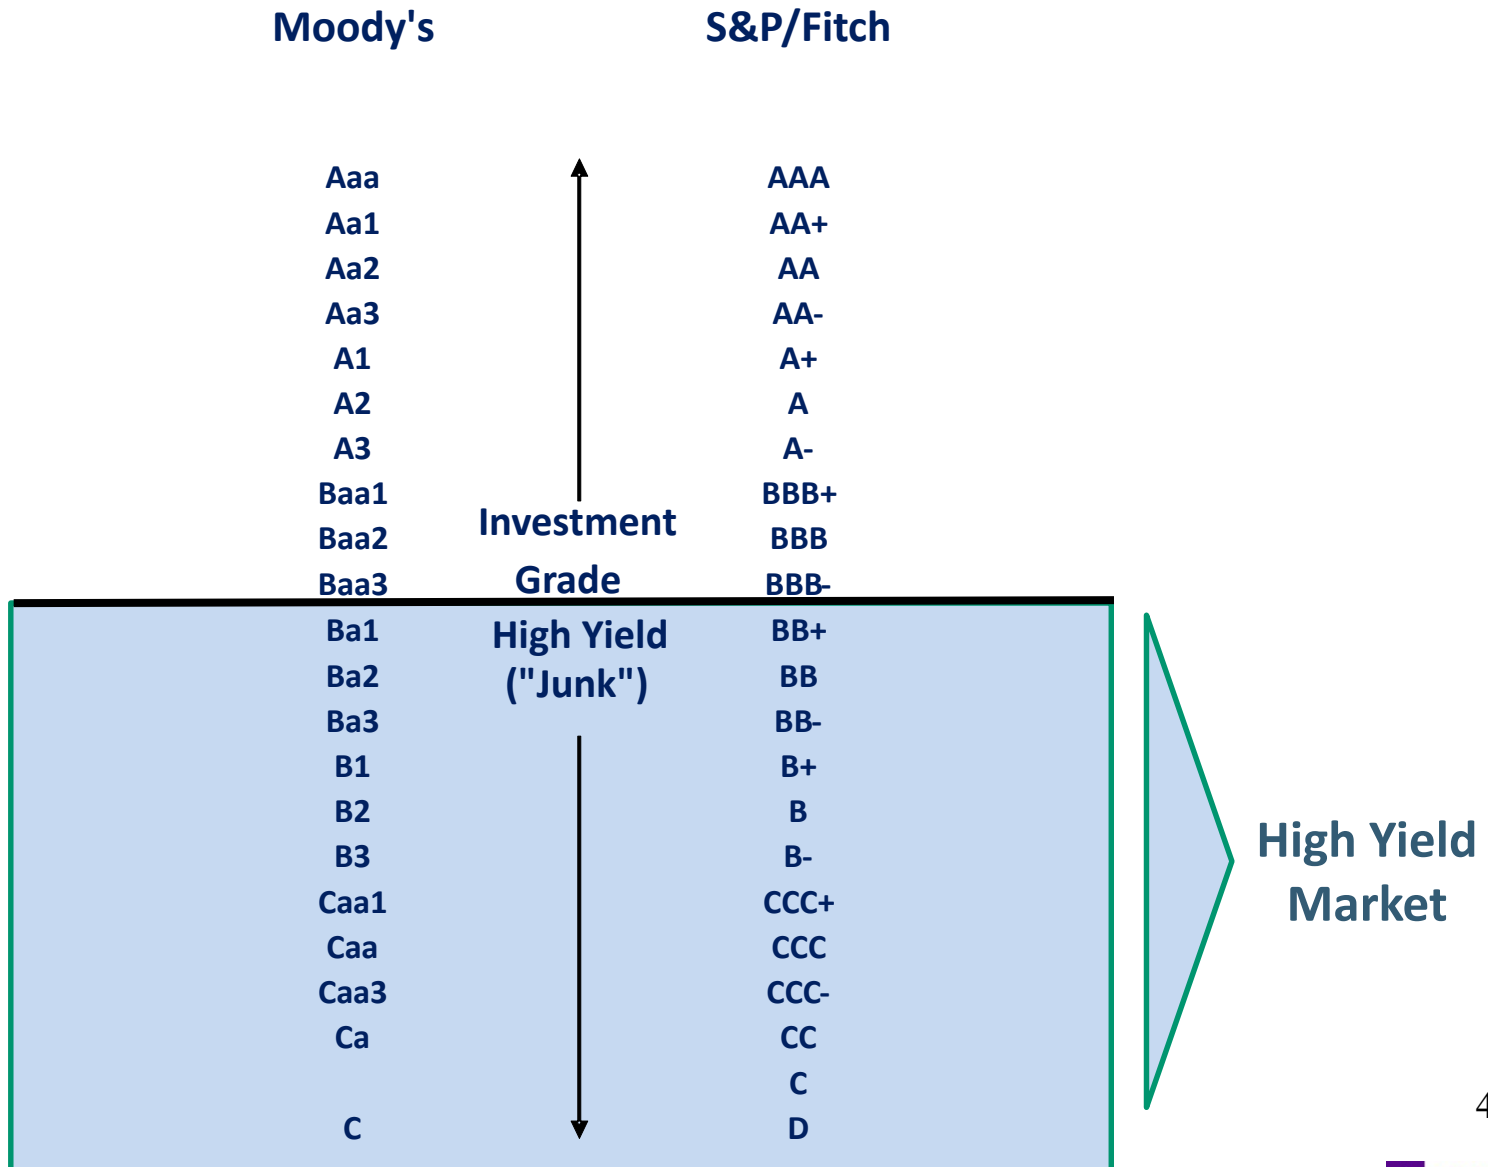 Moody's S&P/Fitch
Aaa AAA
Aa1 AA+
Aa2 AA
Aa3 AA-
A1 A+
A2 A
A3 A-
Baa1 BBB+
Investment
Baa2 BBB
Baa3 Grade BBB-
Ba1 High Yield BB+
Ba2 ("Junk") BB
Ba3 BB-
B1 B+
B2 B
B3 B-
High Yield
Market
Caa1 CCC+
Caa CCC
Caa3 CCC-
Ca CC
C
C D
4